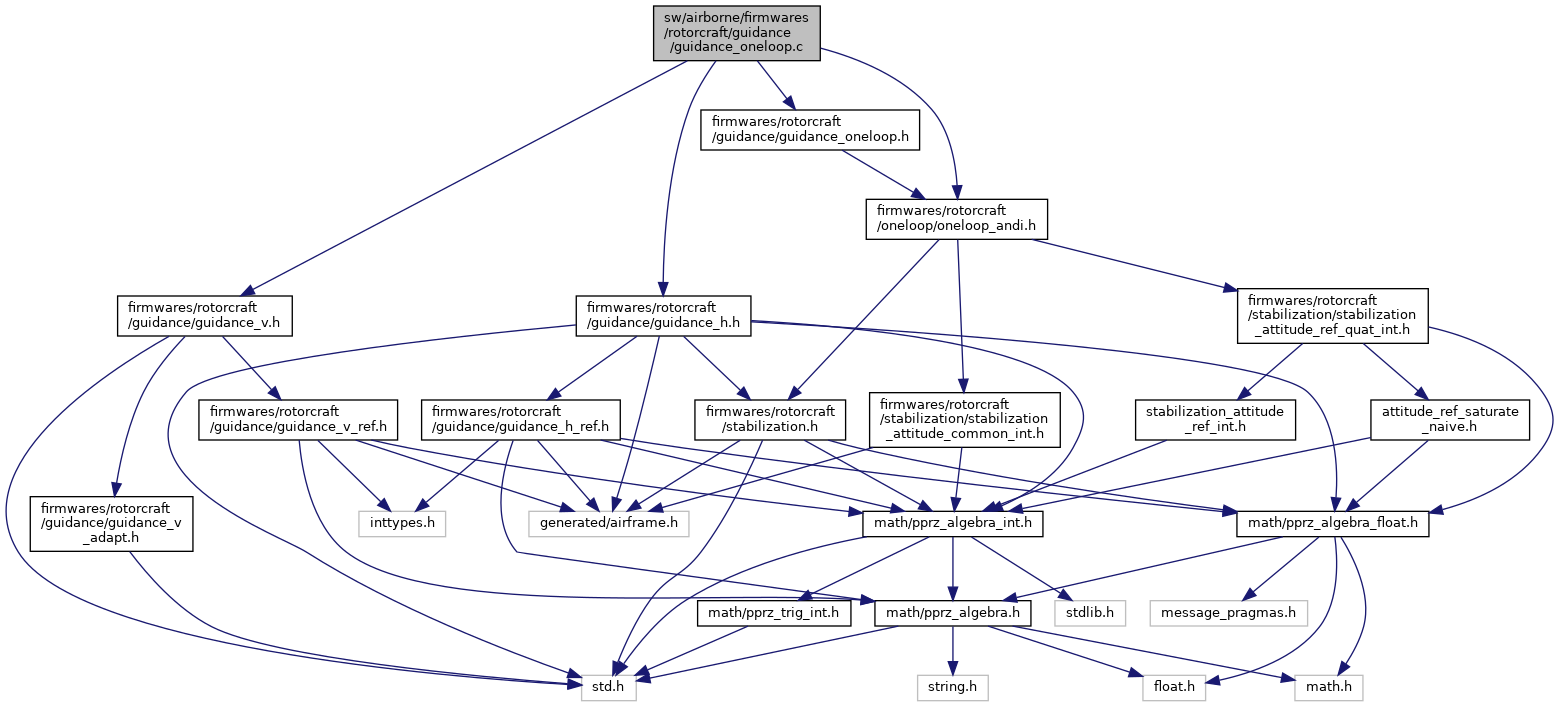 sw/airborne/firmwares
/rotorcraft/guidance
/guidance_oneloop.c
firmwares/rotorcraft
/guidance/guidance_oneloop.h
firmwares/rotorcraft
/oneloop/oneloop_andi.h
firmwares/rotorcraft
/guidance/guidance_v.h
firmwares/rotorcraft
/guidance/guidance_h.h
firmwares/rotorcraft
/stabilization/stabilization
_attitude_ref_quat_int.h
firmwares/rotorcraft
/guidance/guidance_v_ref.h
firmwares/rotorcraft
/guidance/guidance_h_ref.h
firmwares/rotorcraft
/stabilization.h
firmwares/rotorcraft
/stabilization/stabilization
_attitude_common_int.h
stabilization_attitude
_ref_int.h
attitude_ref_saturate
_naive.h
firmwares/rotorcraft
/guidance/guidance_v
_adapt.h
inttypes.h
generated/airframe.h
math/pprz_algebra_int.h
math/pprz_algebra_float.h
math/pprz_trig_int.h
math/pprz_algebra.h
stdlib.h
message_pragmas.h
std.h
string.h
float.h
math.h